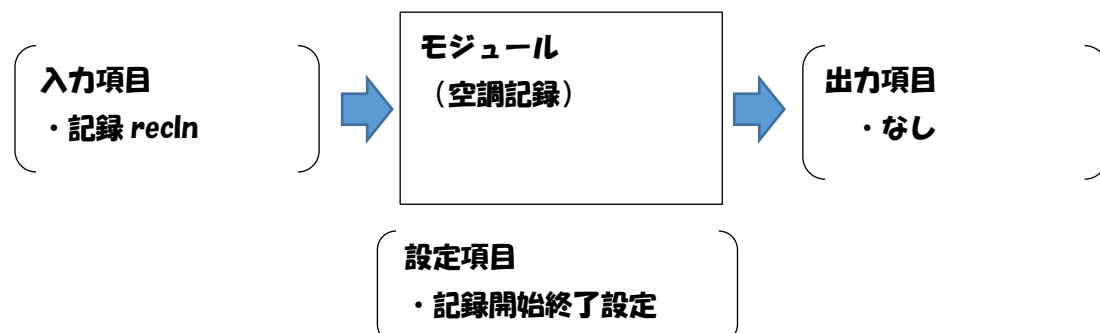 入力項目
・記録 recIn
モジュール
（空調記録）
出力項目
・なし
設定項目
・記録開始終了設定